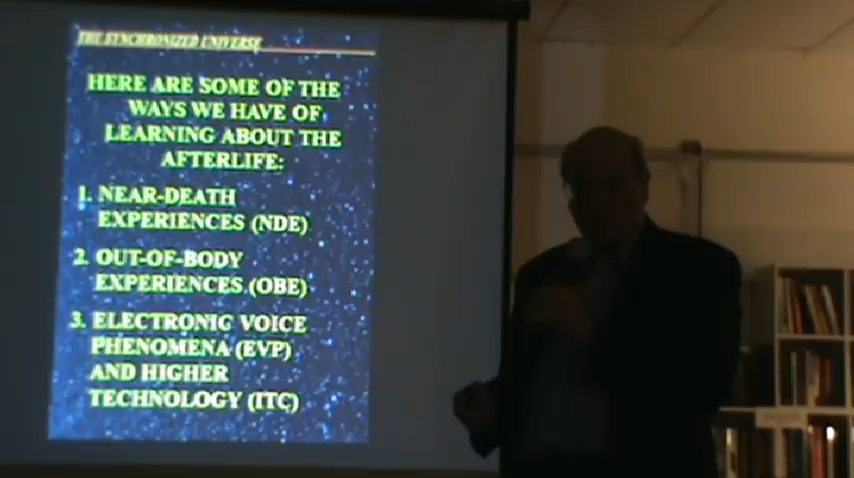 THE SYNCHRONIZED UNIVERSE
HERE ARE SOME OF THE
WAYS WE HAVE OF
LEARNING ABOUT THE
AFTERLIFE:
1. NEAR-DEATH
EXPERIENCES (NDE)
2. OUT-OF-BODY
EXPERIENCES (OBE)
3. ELECTRONIC VOICE
PHENOMENA (EVP)
AND HIGHER
TECHNOLOGY (ITC)